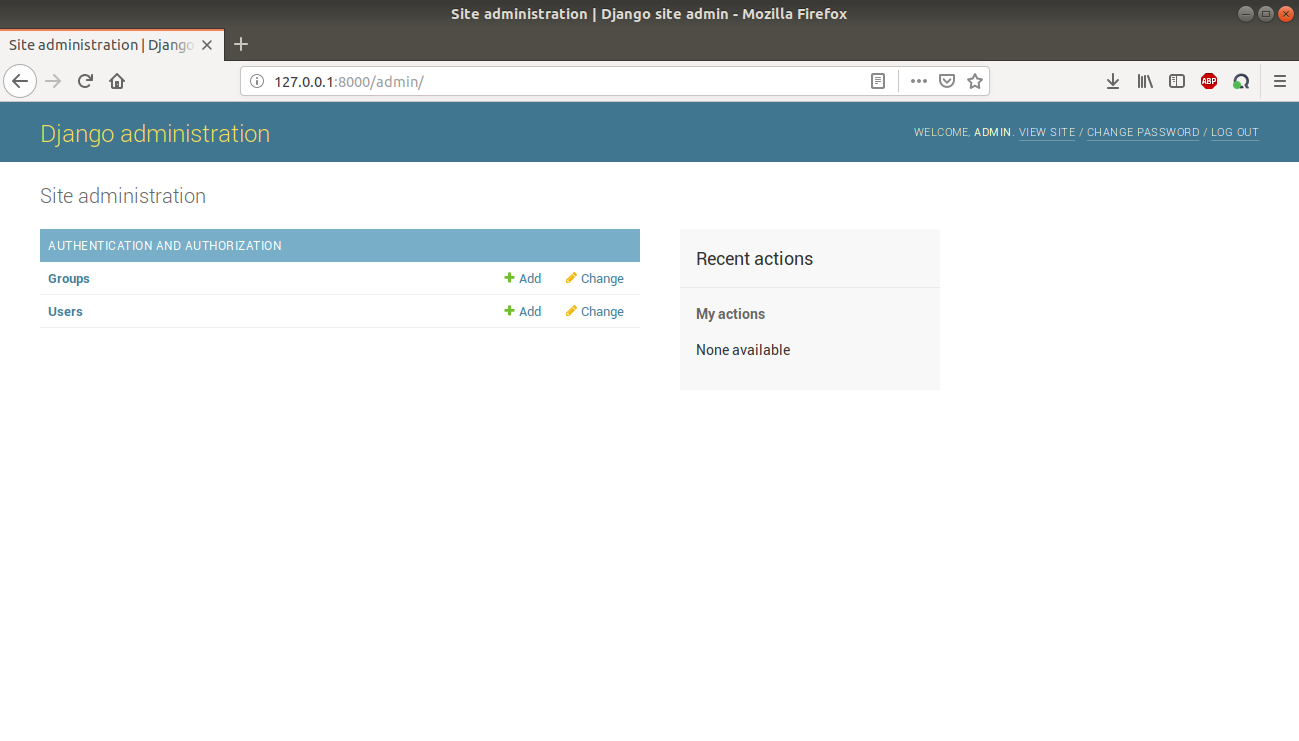 Site administration | Django site admin - Mozilla Firefox
Site administration | Django
127.0.0.1:8000/admin/
ABP
Django administration
WELCOME, ADMIN. VIEW SITE / CHANGE PASSWORD / LOG OUT
Site administration
AUTHENTICATION AND AUTHORIZATION
Groups Add Change
Users Add Change
Recent actions
My actions
None available